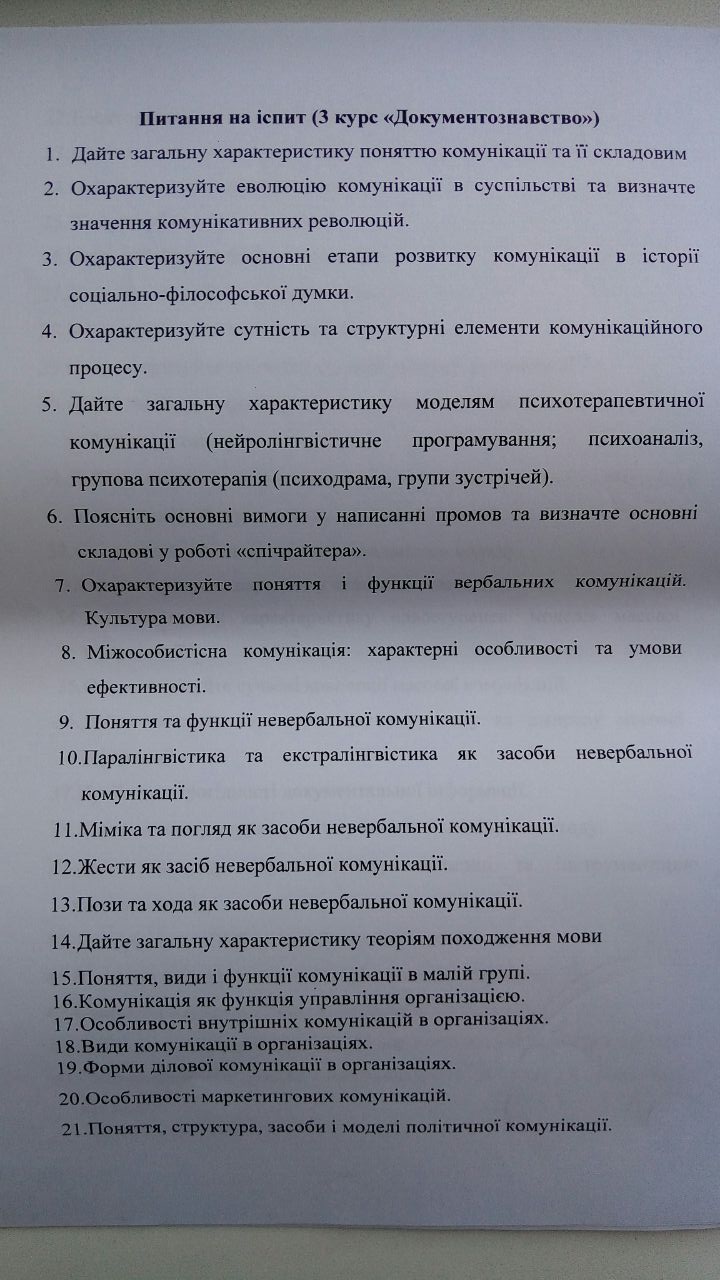 Питання на іспит (3 курс «Документознавство»)
1. Дайте загальну характеристику поняттю комунікації та її складовим
2. Охарактеризуйте еволюцію комунікації в суспільстві та визначте
значення комунікативних революцій.
3. Охарактеризуйте основні етапи розвитку комунікації в історії
соціально-філософської думки.
4. Охарактеризуйте сутність та структурні елементи комунікаційного
процесу.
5. Дайте загальну характеристику моделям психотерапевтичної
комунікації (нейролінгвістичне програмування; психоаналіз,
групова психотерапія (психодрама, групи зустрічей).
6. Поясніть основні вимоги у написанні промов та визначте основні
складові у роботі «спічрайтера».
7. Охарактеризуйте поняття і функції вербальних комунікацій.
Культура мови.
8. Міжособистісна комунікація: характерні особливості та умови
ефективності.
9. Поняття та функції невербальної комунікації.
10.Паралінгвістика та екстралінгвістика як засоби невербальної
комунікації.
11.Міміка та погляд як засоби невербальної комунікації.
12.Жести як засіб невербальної комунікації.
13.Пози та хода як засоби невербальної комунікації.
14.Дайте загальну характеристику теоріям походження мови
15.Поняття, види і функції комунікації в малій групі.
16.Комунікація як функція управління організацією.
17.Особливості внутрішніх комунікацій в організаціях.
18.Види комунікації в організаціях.
19.Форми ділової комунікації в організаціях.
20.Особливості маркетингових комунікацій.
21.Поняття, структура, засоби і моделі політичної комунікації.